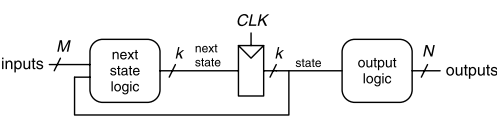 CLK
M
next
k
next
k
N
inputs
state
state
state
output
outputs
logic
logic